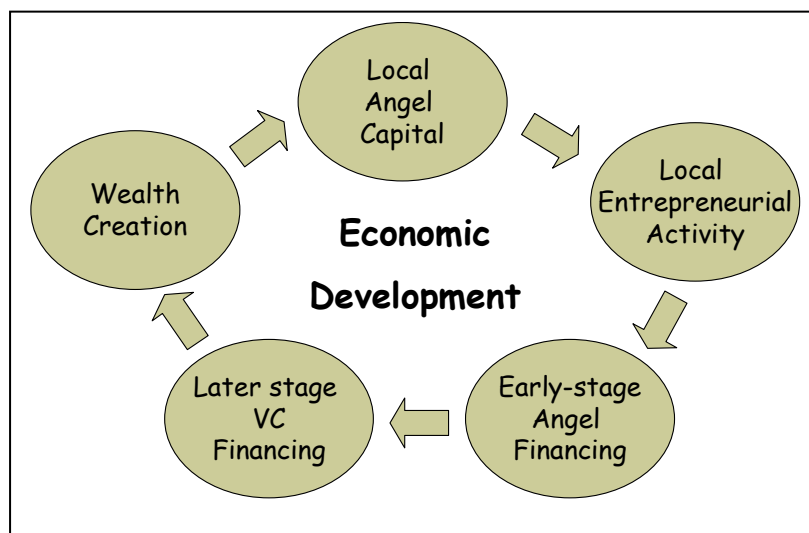 Local
Angel
Capital
Local
Entrepreneurial
Activity
Early-stage
Angel
Financing
Later stage
VC
Financing
Wealth
Creation
Economic
Development